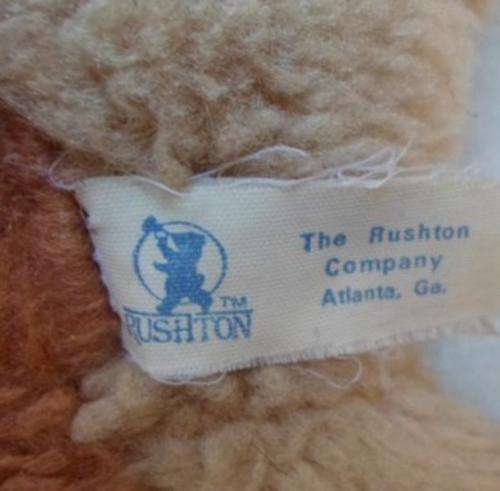 TM
RUSHTON
The Rushton
Company
Atlanta, Ga.